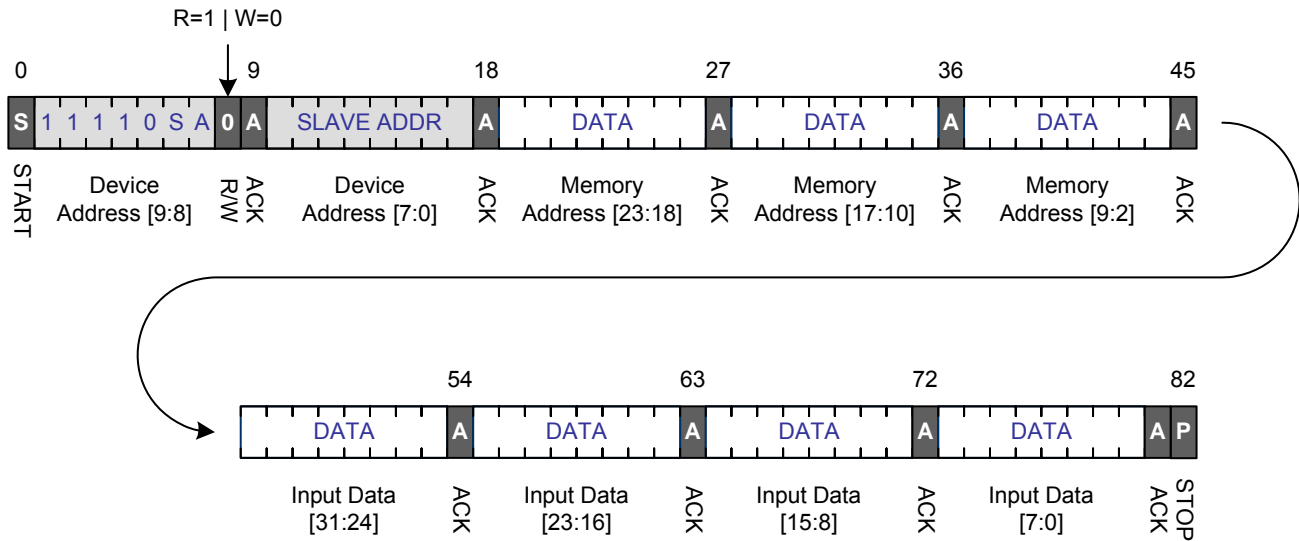 R=1 | W=0
0 9 18 27 36 45
S 1 1 1 1 0 S A 0 A SLAVE ADDR A DATA A DATA A DATA A
START
Device
Address [9:8]
R/W
ACK
Device
Address [7:0]
ACK
Memory
Address [23:18]
ACK
Memory
Address [17:10]
ACK
Memory
Address [9:2]
ACK
54 63 72 82
DATA A DATA A DATA A DATA A P
Input Data
[31:24]
ACK
Input Data
[23:16]
ACK
Input Data
[15:8]
ACK
Input Data
[7:0]
ACK
STOP